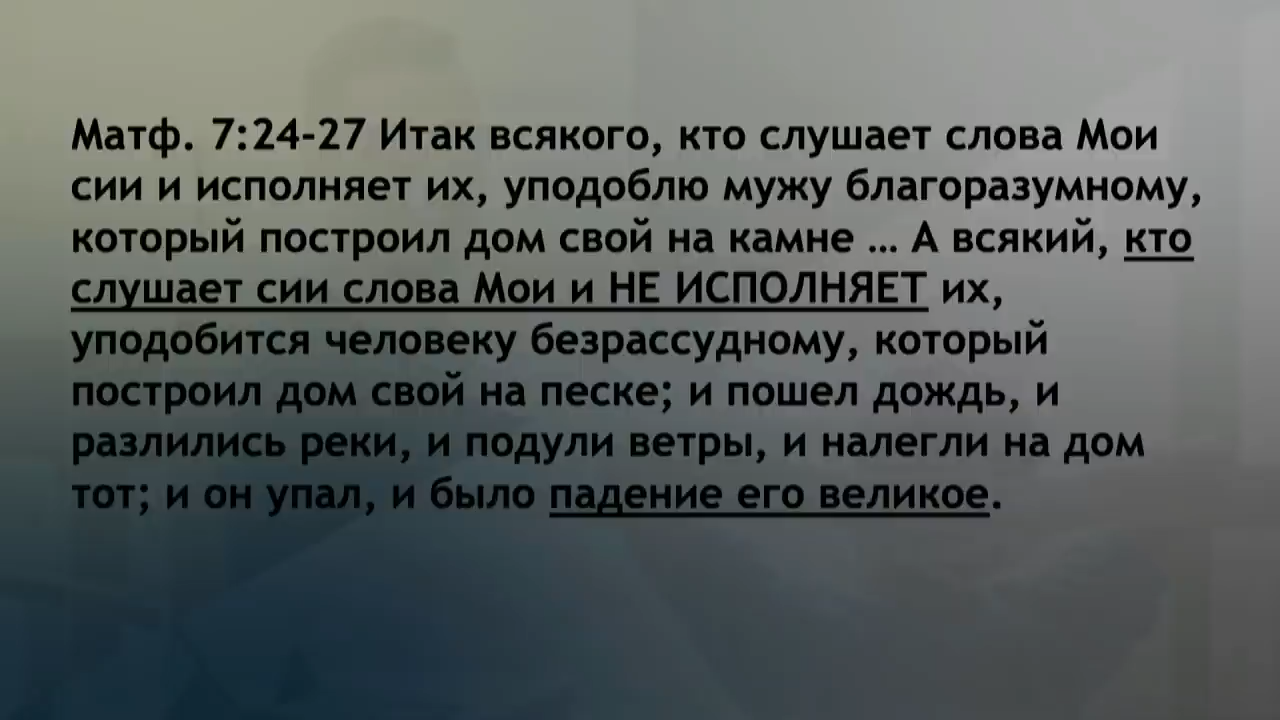 Матф. 7:24-27 Итак всякого, кто слушает слова Мои
сии и исполняет их, уподоблю мужу благоразумному,
который построил дом свой на камне … А всякий, кто
слушает сии слова Мои и НЕ ИСПОЛНЯЕТ их,
уподобится человеку безрассудному, который
построил дом свой на песке; и пошел дождь, и
разлились реки, и подули ветры, и налегли на дом
тот; и он упал, и было падение его великое.